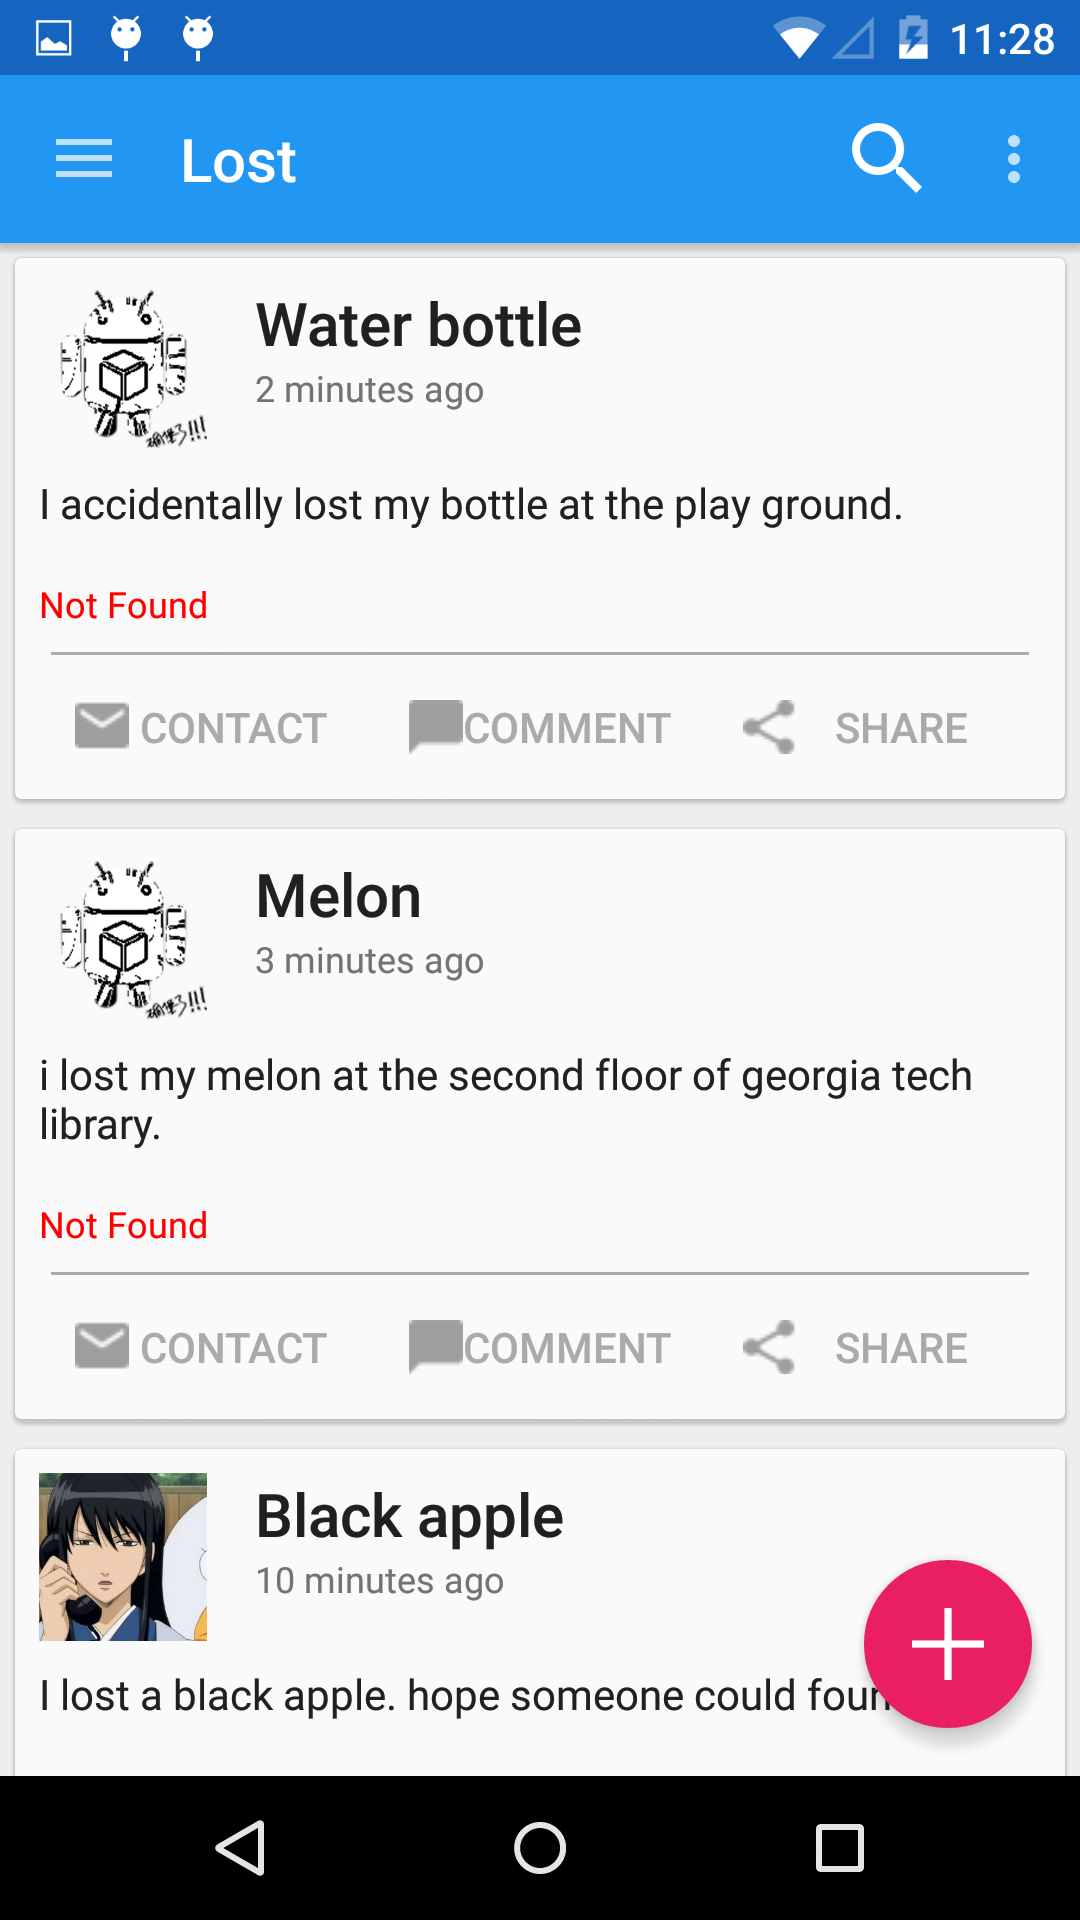 11:28
Lost
Water bottle
2 minutes ago
I accidentally lost my bottle at the play ground.
Not Found
CONTACT COMMENT SHARE
Melon
3 minutes ago
i lost my melon at the second floor of georgia tech
library.
Not Found
CONTACT COMMENT SHARE
Black apple
10 minutes ago
I lost a black apple. hope someone could